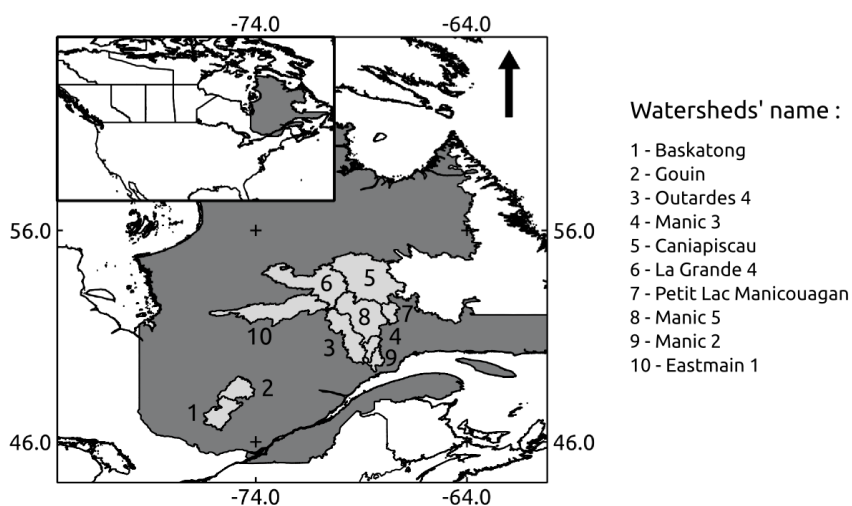 -74.0 -64.0
Watersheds' name :
1 - Baskatong
2 - Gouin
3 - Outardes 4
4 - Manic 3
5 - Caniapiscau
6 - La Grande 4
7 - Petit Lac Manicouagan
8 - Manic 5
9 - Manic 2
10 - Eastmain 1
56.0 56.0
5
6
7
8
10
4
3
9
2
1
46.0 46.0
-74.0 -64.0